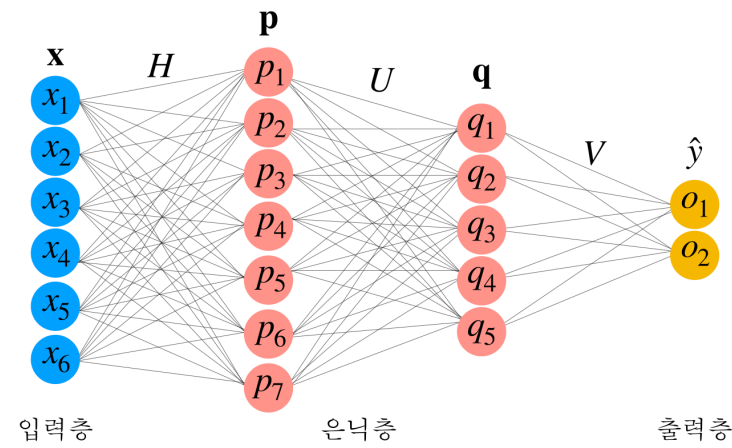 x
H
p
U
q
V
ŷ
x₁
x₂
x₃
x₄
x₅
x₆
p₁
p₂
p₃
p₄
p₅
p₆
p₇
q₁
q₂
q₃
q₄
q₅
o₁
o₂
입력층
은닉층
출력층